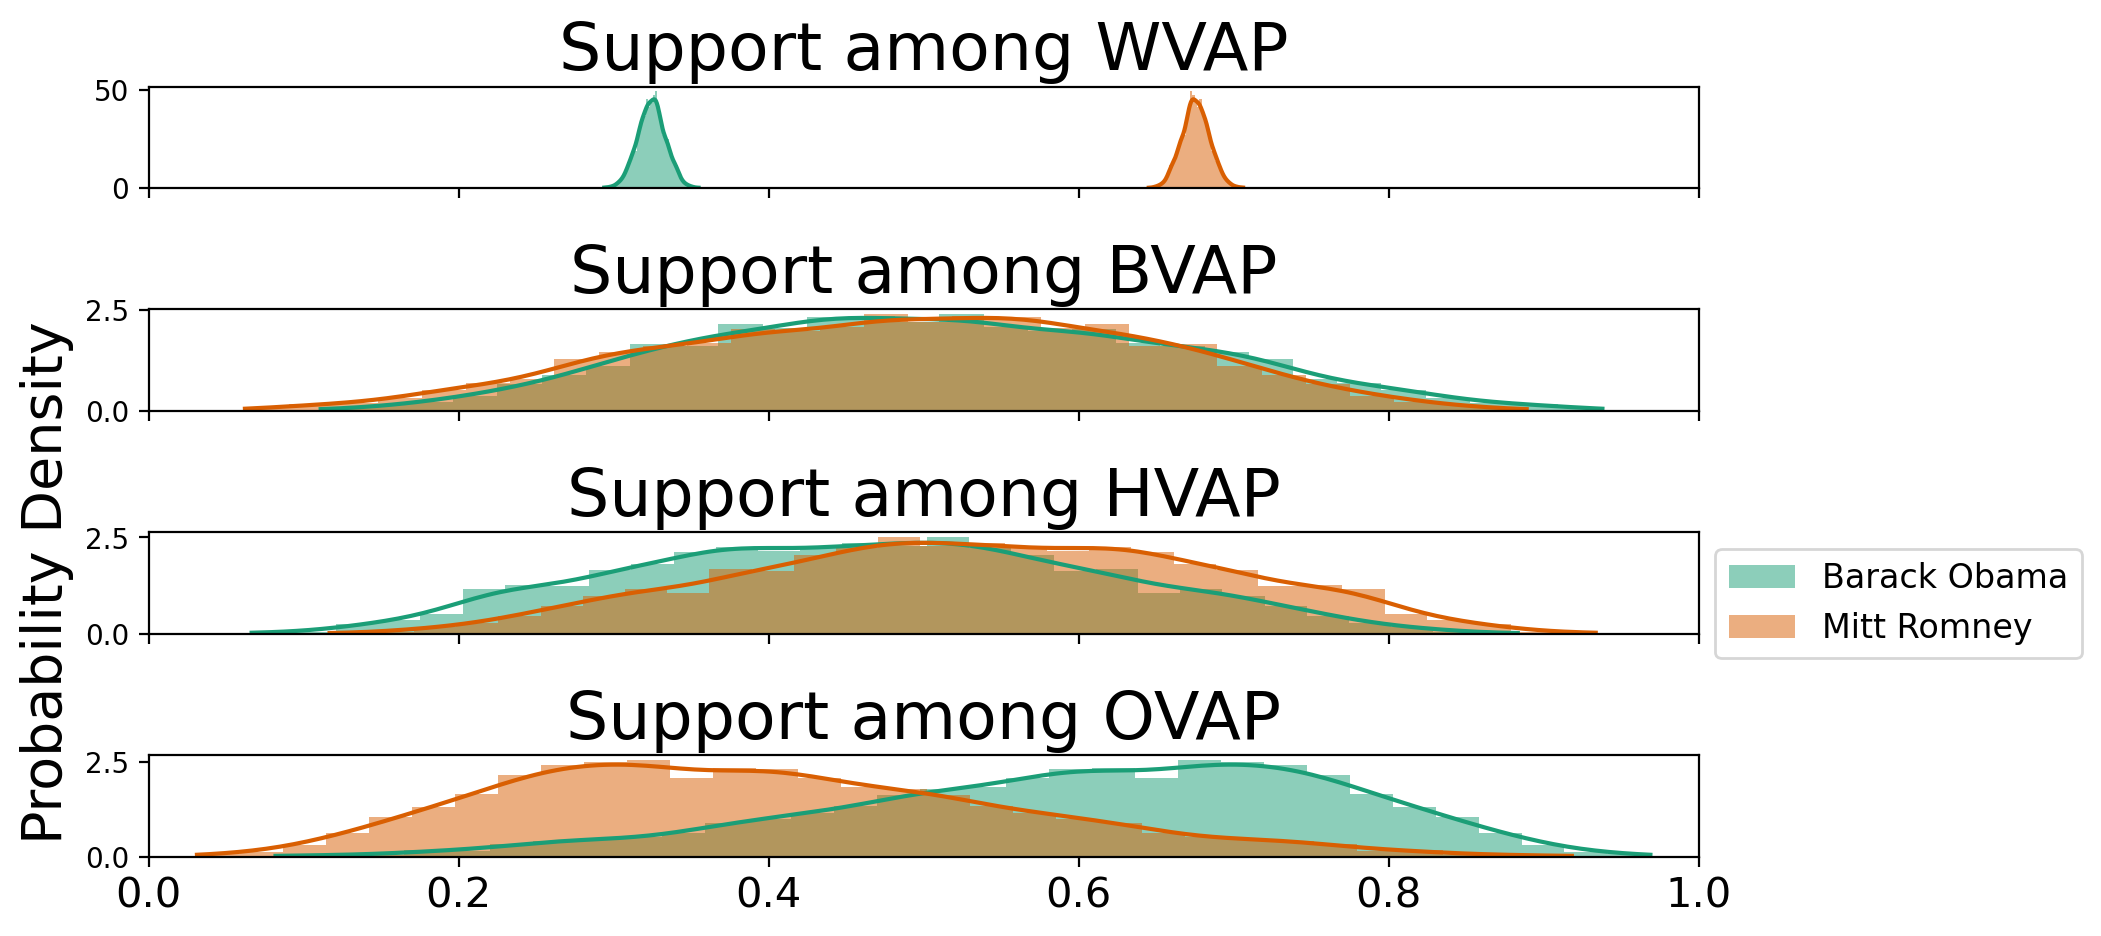 Support among WVAP
50
0
Support among BVAP
2.5
0.0
Support among HVAP
2.5
0.0
Support among OVAP
2.5
0.0
0.0 0.2 0.4 0.6 0.8 1.0
Probability Density
Barack Obama
Mitt Romney